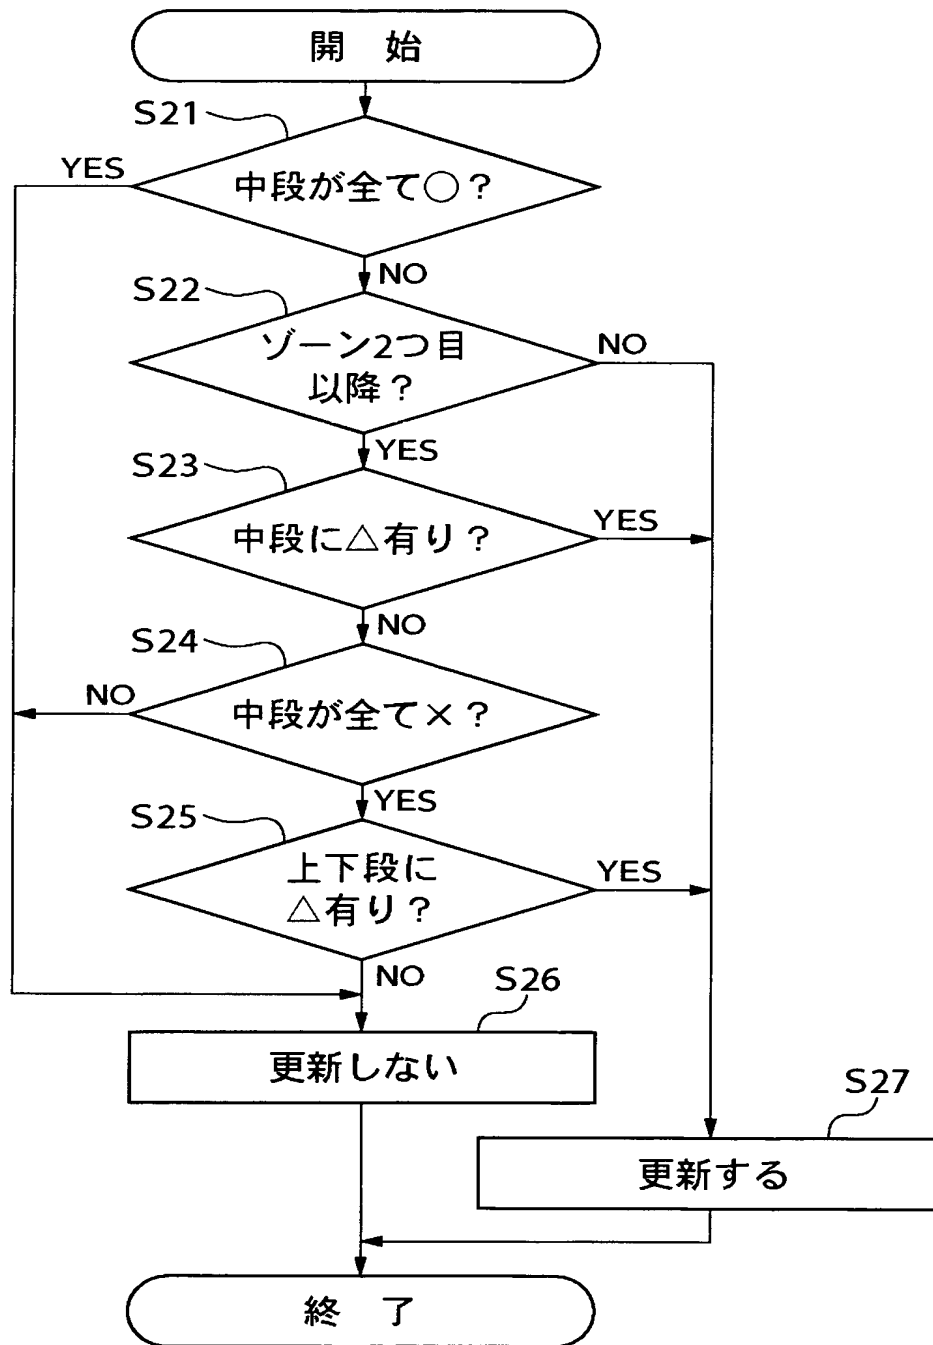 開 始
S21
YES
中段が全て○？
NO
S22
ゾーン2つ目
以降？
NO
YES
S23
中段に△有り？
YES
NO
S24
NO
中段が全て×？
YES
S25
上下段に
△有り？
YES
NO
S26
更新しない
S27
更新する
終 了